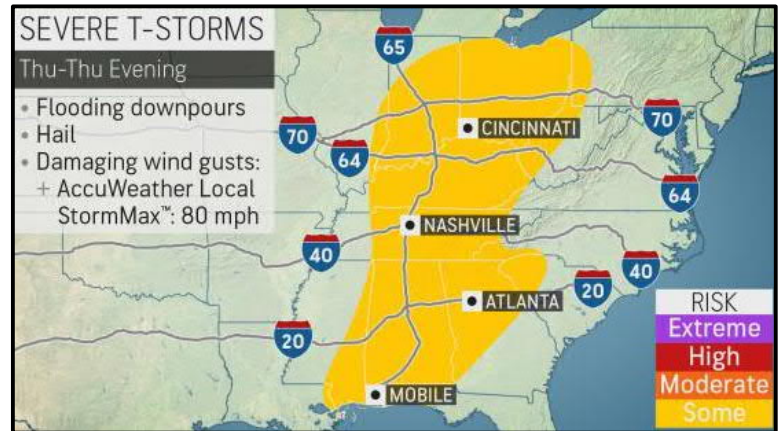 SEVERE T-STORMS
Thu-Thu Evening
• Flooding downpours
• Hail
• Damaging wind gusts:
+ AccuWeather Local
StormMax™: 80 mph
65
70
CINCINNATI
70
64
64
NASHVILLE
40
40
ATLANTA
20
20
MOBILE
RISK
Extreme
High
Moderate
Some